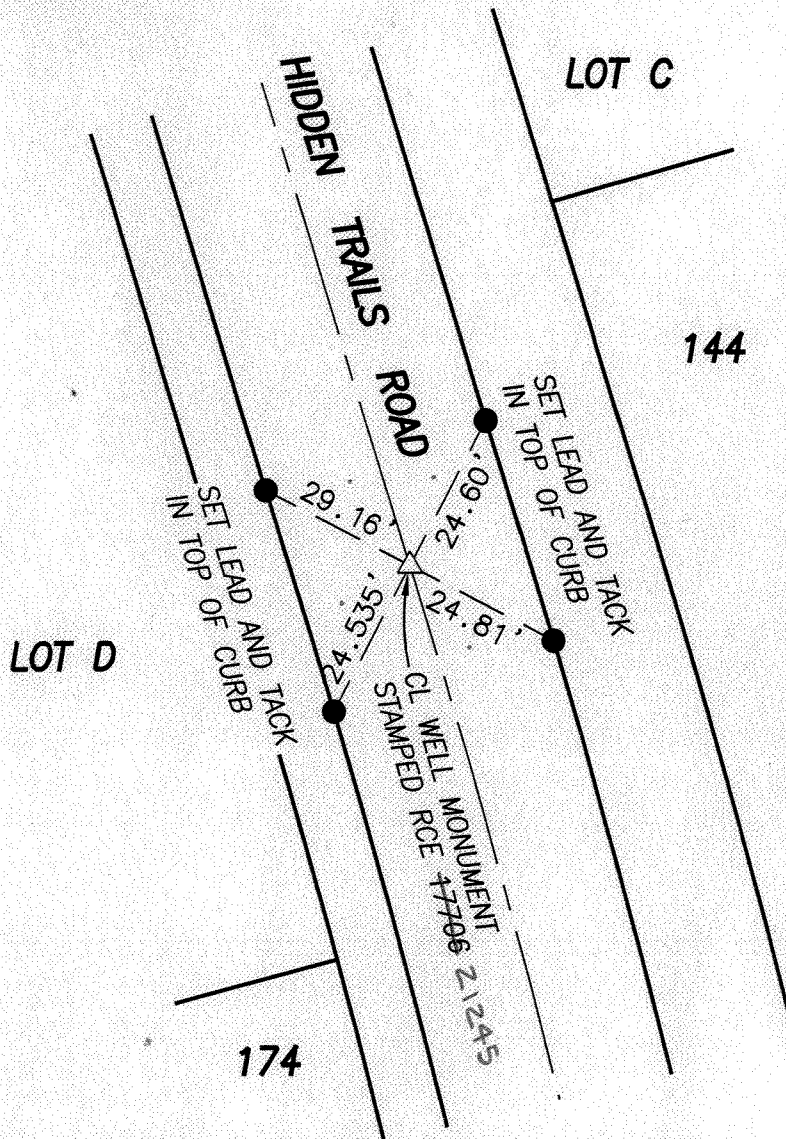 LOT C
HIDDEN TRAILS ROAD
144
SET LEAD AND TACK
IN TOP OF CURB
29.16'
24.60'
SET LEAD AND TACK
IN TOP OF CURB
24.535'
24.81'
LOT D
CL WELL MONUMENT
STAMPED RCE 17706 21245
174